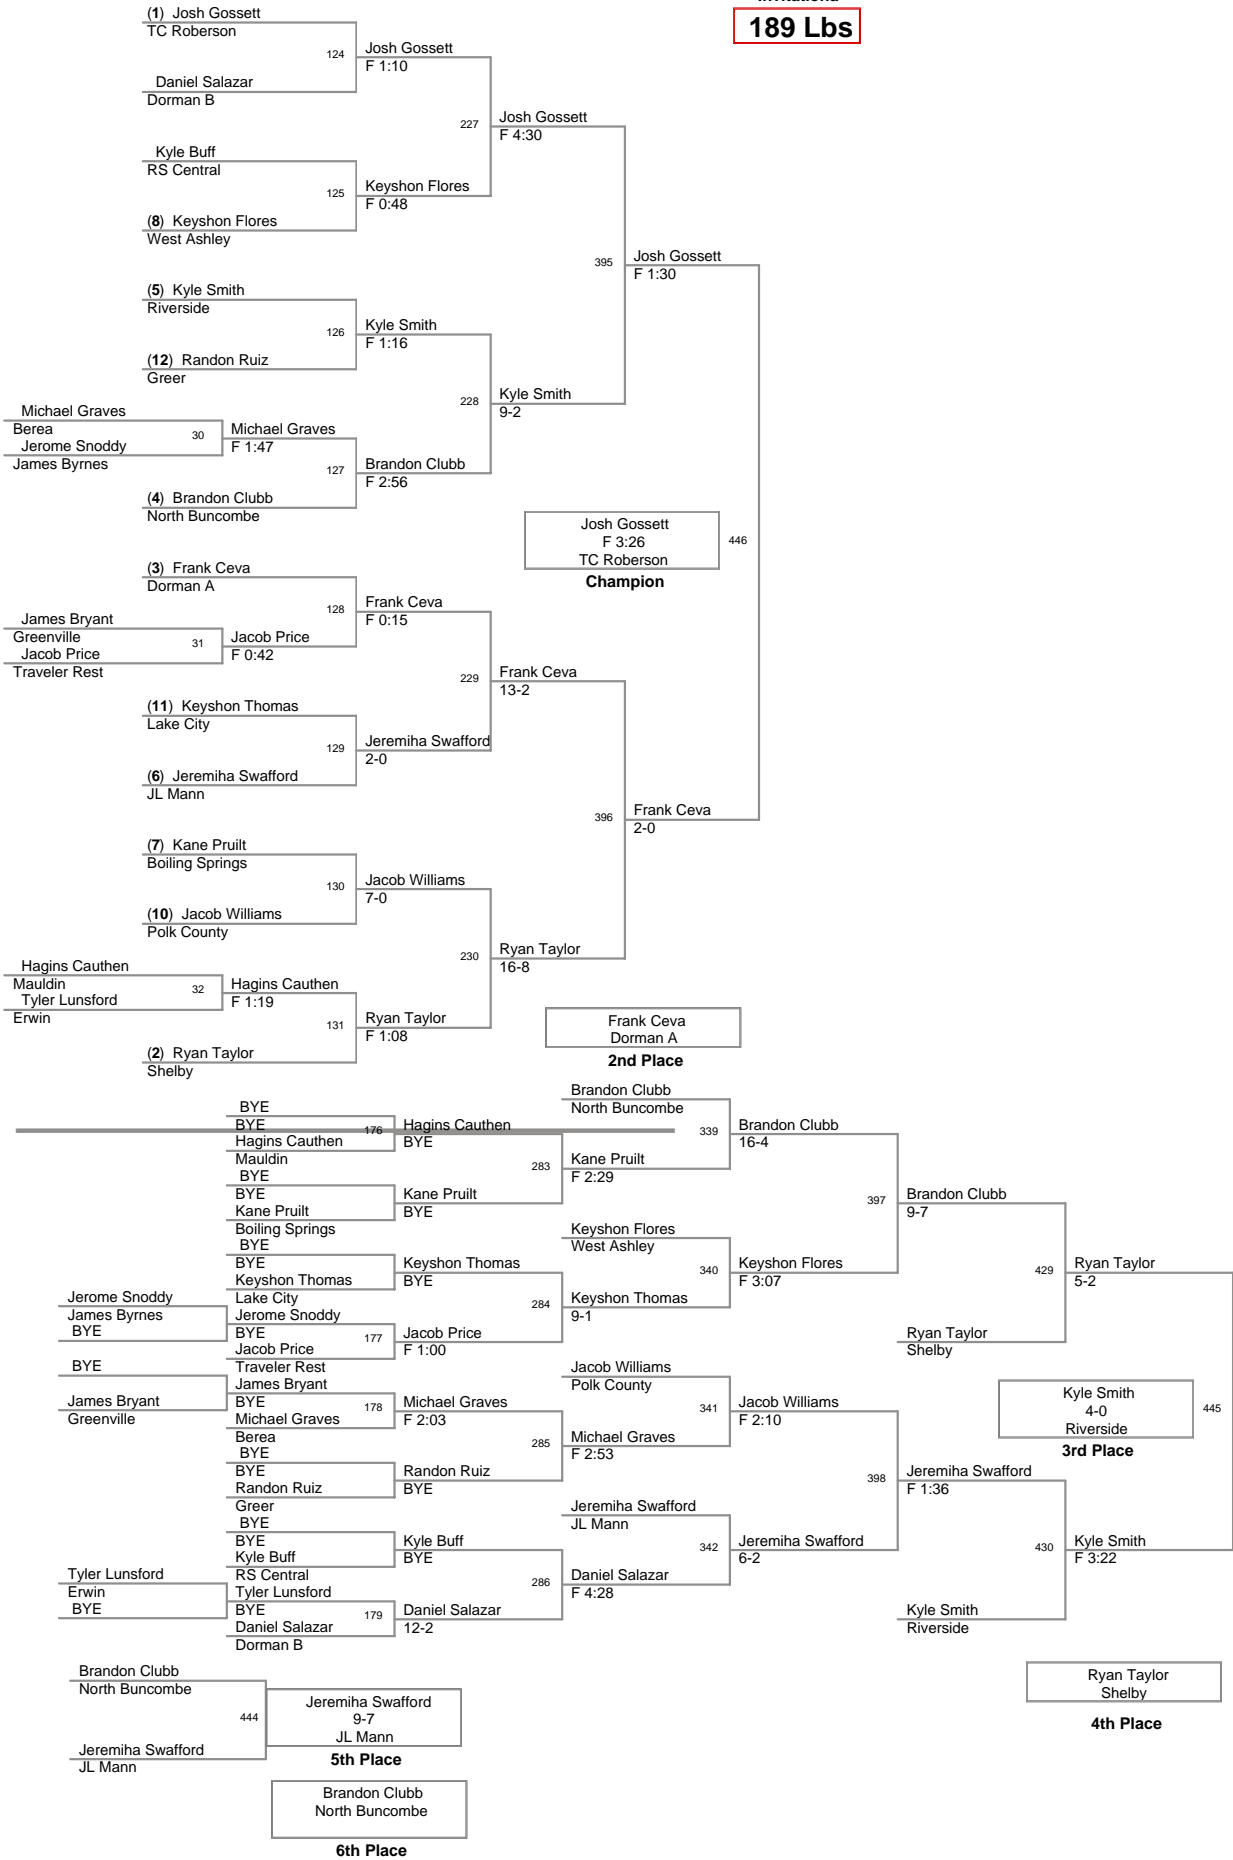 Invitational
189 Lbs
(1) Josh Gossett
TC Roberson
124
Josh Gossett
F 1:10
Daniel Salazar
Dorman B
227
Josh Gossett
F 4:30
Kyle Buff
RS Central
125
Keyshon Flores
F 0:48
(8) Keyshon Flores
West Ashley
395
Josh Gossett
F 1:30
(5) Kyle Smith
Riverside
126
Kyle Smith
F 1:16
(12) Randon Ruiz
Greer
228
Kyle Smith
9-2
Michael Graves
Berea
30
Jerome Snoddy
James Byrnes
Michael Graves
F 1:47
127
Brandon Clubb
F 2:56
(4) Brandon Clubb
North Buncombe
Josh Gossett
F 3:26
TC Roberson
446
Champion
(3) Frank Ceva
Dorman A
128
Frank Ceva
F 0:15
James Bryant
Greenville
31
Jacob Price
Traveler Rest
Jacob Price
F 0:42
229
Frank Ceva
13-2
(11) Keyshon Thomas
Lake City
129
Jeremiha Swafford
2-0
(6) Jeremiha Swafford
JL Mann
396
Frank Ceva
2-0
(7) Kane Pruilt
Boiling Springs
130
Jacob Williams
7-0
(10) Jacob Williams
Polk County
230
Ryan Taylor
16-8
Hagins Cauthen
Mauldin
32
Tyler Lunsford
Erwin
Hagins Cauthen
F 1:19
131
Ryan Taylor
F 1:08
(2) Ryan Taylor
Shelby
Frank Ceva
Dorman A
2nd Place
Brandon Clubb
North Buncombe
BYE
BYE
176
Hagins Cauthen
BYE
Hagins Cauthen
Mauldin
339
Brandon Clubb
16-4
283
Kane Pruilt
F 2:29
BYE
BYE
Kane Pruilt
BYE
Kane Pruilt
Boiling Springs
397
Brandon Clubb
9-7
Keyshon Flores
West Ashley
BYE
BYE
Keyshon Thomas
BYE
Keyshon Thomas
Lake City
340
Keyshon Flores
F 3:07
429
Ryan Taylor
5-2
284
Keyshon Thomas
9-1
Jerome Snoddy
James Byrnes
BYE
Jerome Snoddy
BYE
177
Jacob Price
F 1:00
Jacob Price
Traveler Rest
Ryan Taylor
Shelby
BYE
James Bryant
Greenville
James Bryant
BYE
178
Michael Graves
F 2:03
Michael Graves
Berea
Jacob Williams
Polk County
341
Jacob Williams
F 2:10
Kyle Smith
4-0
Riverside
445
3rd Place
285
Michael Graves
F 2:53
BYE
BYE
Randon Ruiz
BYE
Randon Ruiz
Greer
398
Jeremiha Swafford
F 1:36
Jeremiha Swafford
JL Mann
BYE
BYE
Kyle Buff
BYE
Kyle Buff
RS Central
342
Jeremiha Swafford
6-2
430
Kyle Smith
F 3:22
286
Daniel Salazar
F 4:28
Tyler Lunsford
Erwin
BYE
Tyler Lunsford
BYE
179
Daniel Salazar
12-2
Daniel Salazar
Dorman B
Kyle Smith
Riverside
Brandon Clubb
North Buncombe
444
Jeremiha Swafford
9-7
JL Mann
5th Place
Jeremiha Swafford
JL Mann
Ryan Taylor
Shelby
4th Place
Brandon Clubb
North Buncombe
6th Place